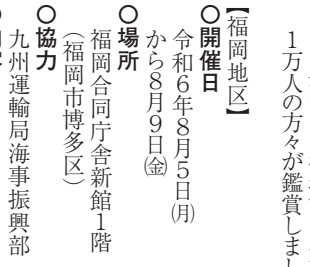 1万人の方々が鑑賞しまし
【福岡地区】
○開催日
令和6年8月5日㈪
から8月9日㈮
○場所
福岡合同庁舎新館1階
（福岡市博多区）
○協力
九州運輸局海事振興部